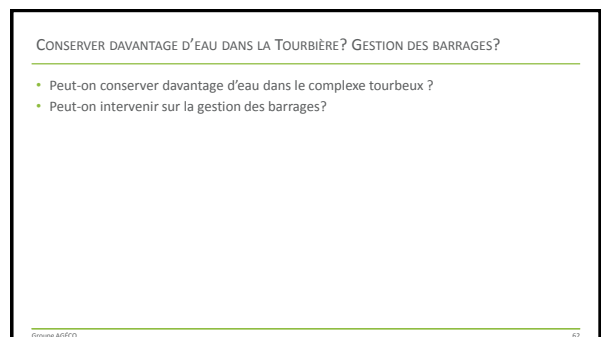 CONSERVER DAVANTAGE D'EAU DANS LA TOURBIÈRE? GESTION DES BARRAGES?
• Peut-on conserver davantage d'eau dans le complexe tourbeux ?
• Peut-on intervenir sur la gestion des barrages?
Groupe AGÉCO 62